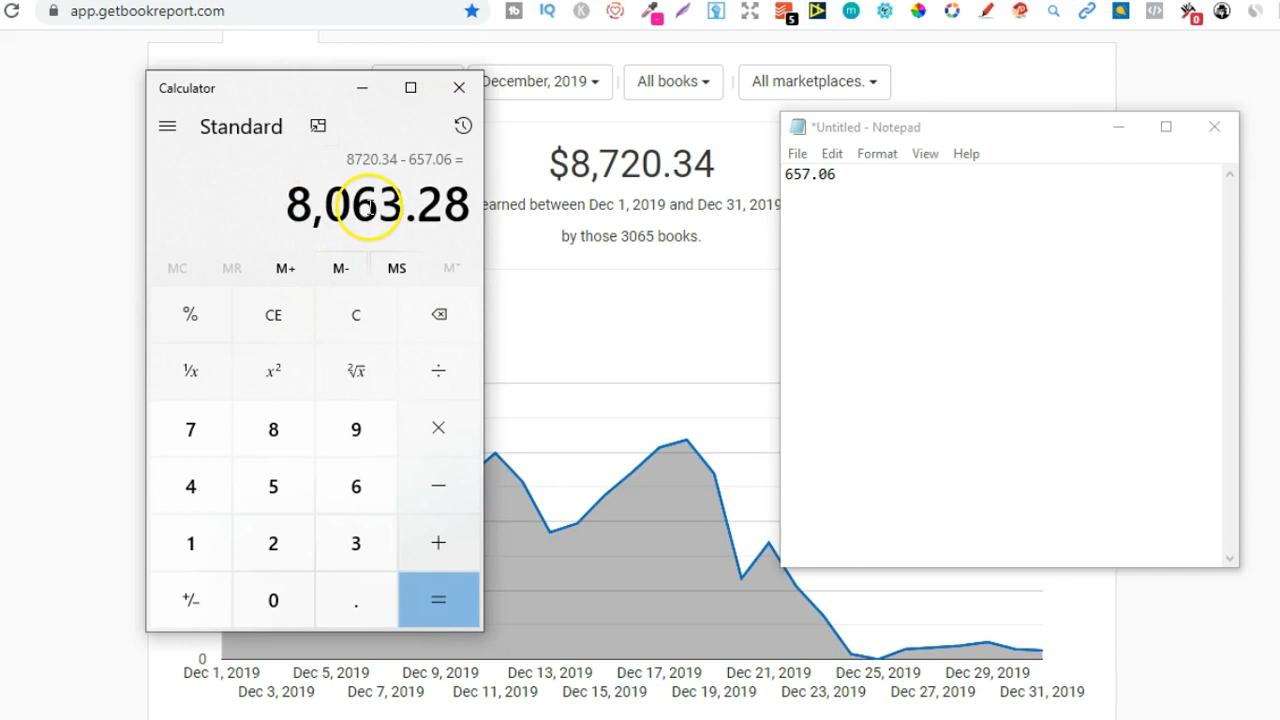 app.getbookreport.com
IQ
K
5
m
0
December, 2019
All books
All marketplaces.
Calculator
Standard
8720.34 - 657.06 =
8,063.28
MC MR M+ M- MS M˅
% CE C
¹/x x² ²√x ÷
7 8 9 ×
4 5 6 −
1 2 3 +
+/− 0 . =
$8,720.34
earned between Dec 1, 2019 and Dec 31, 2019
by those 3065 books.
*Untitled - Notepad
File Edit Format View Help
657.06
0
Dec 1, 2019 Dec 5, 2019 Dec 9, 2019 Dec 13, 2019 Dec 17, 2019 Dec 21, 2019 Dec 25, 2019 Dec 29, 2019
Dec 3, 2019 Dec 7, 2019 Dec 11, 2019 Dec 15, 2019 Dec 19, 2019 Dec 23, 2019 Dec 27, 2019 Dec 31, 2019